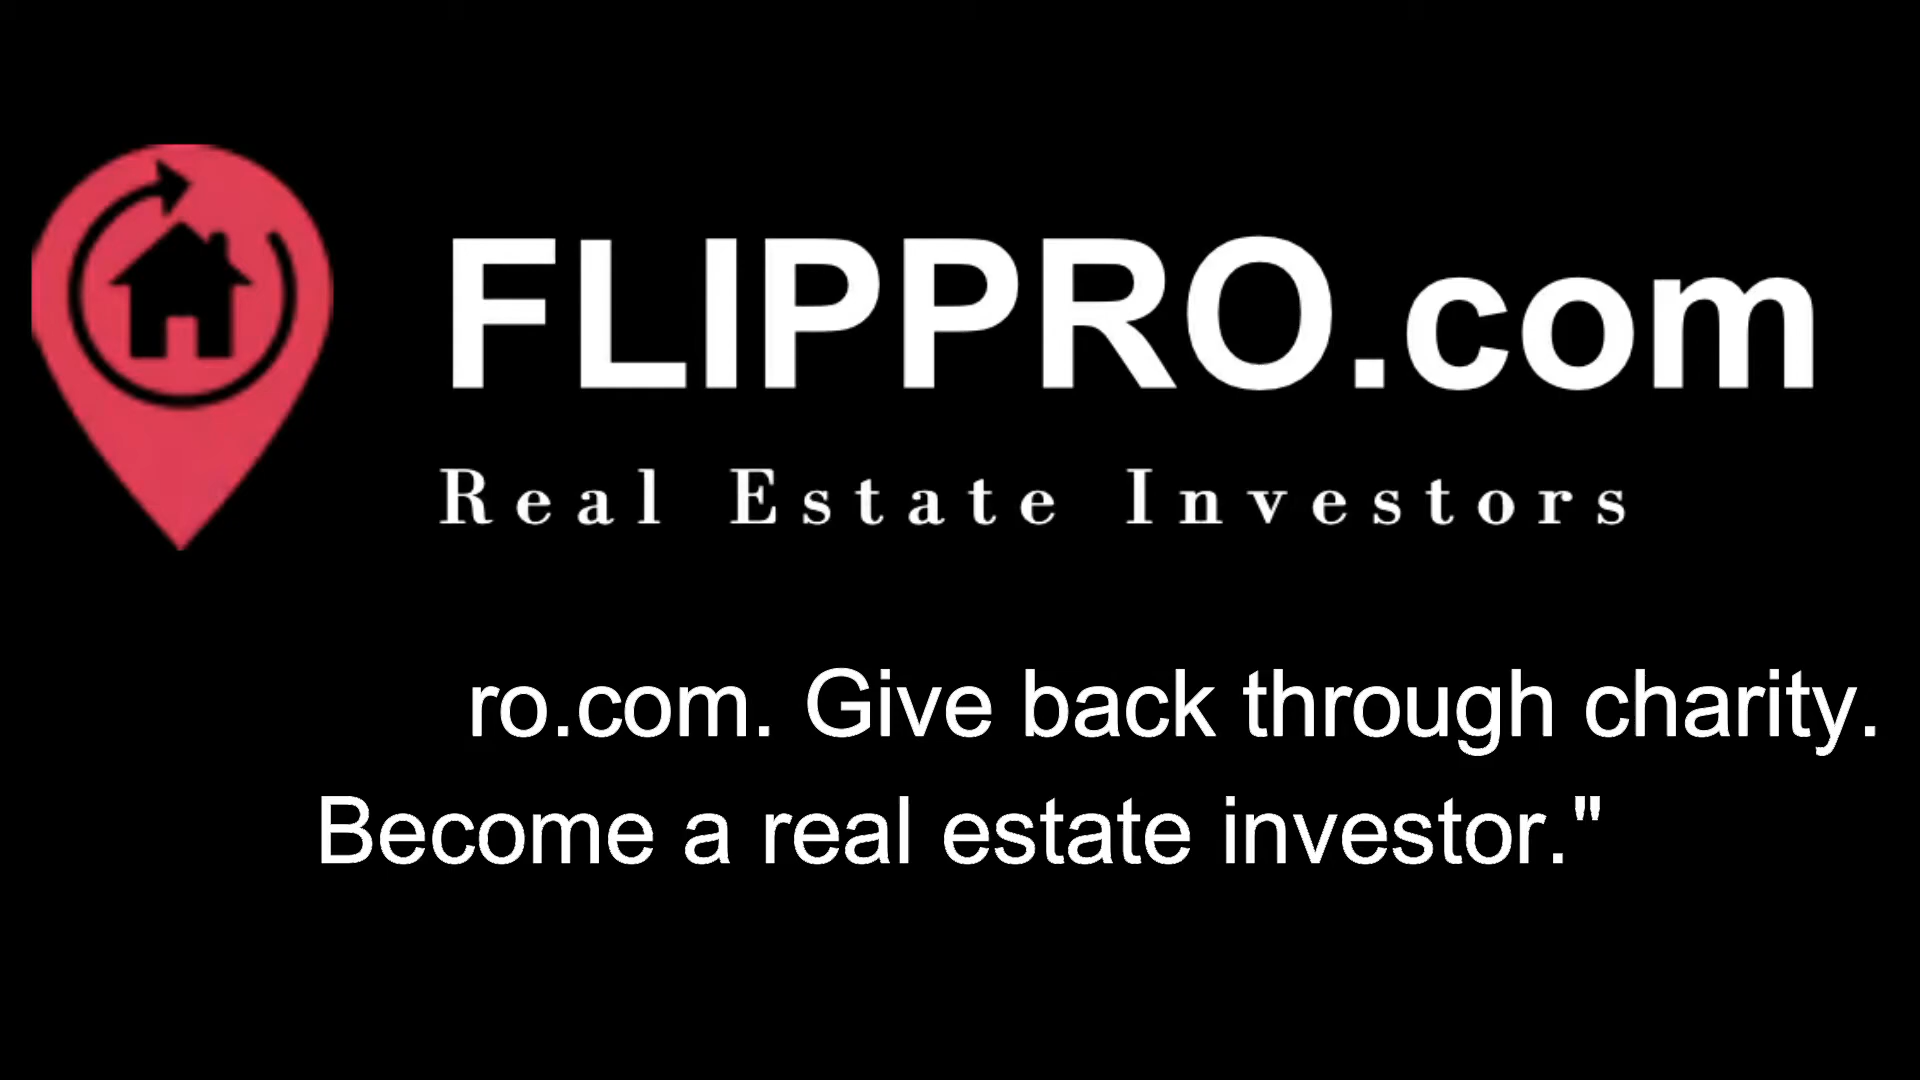 FLIPPRO.com
Real Estate Investors
ro.com. Give back through charity.
Become a real estate investor."